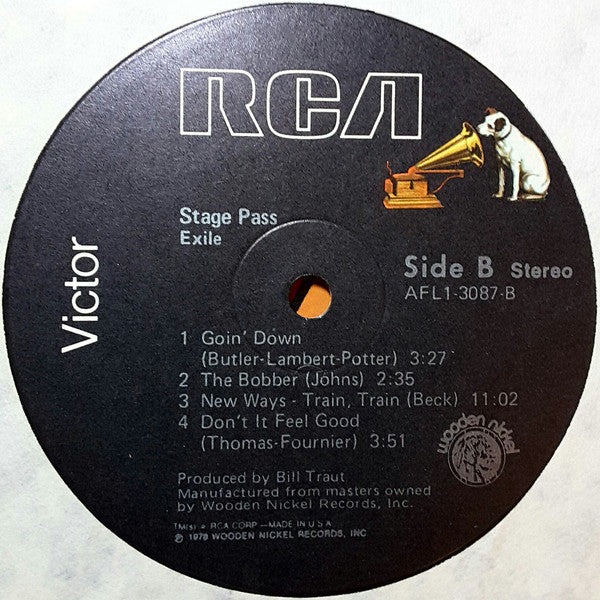 RCA
Victor
Stage Pass
Exile
Side B Stereo
AFL1-3087-B
1 Goin' Down
(Butler-Lambert-Potter) 3:27
2 The Bobber (Johns) 2:35
3 New Ways - Train, Train (Beck) 11:02
4 Don't It Feel Good
(Thomas-Fournier) 3:51
wooden nickel
Produced by Bill Traut
Manufactured from masters owned
by Wooden Nickel Records, Inc.
TM(s) ® RCA CORP —MADE IN U S A
℗ 1978 WOODEN NICKEL RECORDS, INC